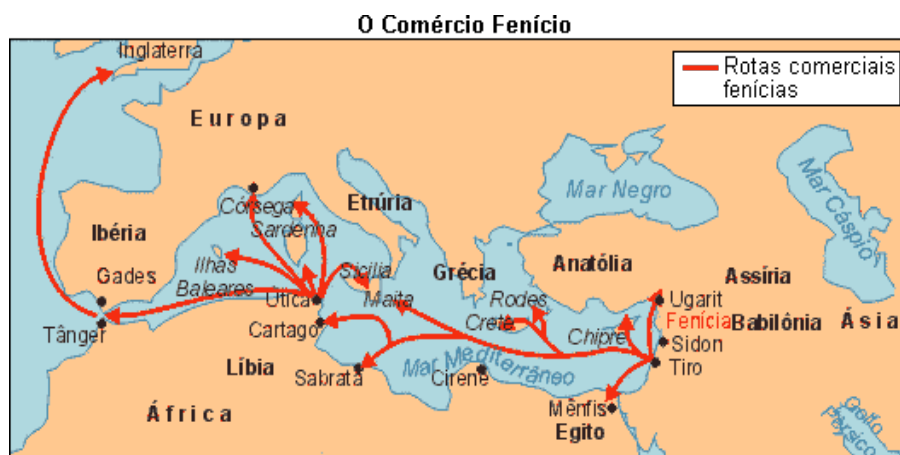 O Comércio Fenício
Inglaterra
Rotas comerciais
fenícias
Europa
Mar Negro
Mar Cáspio
Córsega
Etrúria
Sardenha
Ibéria
Ilhas
Baleares
Sicília
Grécia
Anatólia
Assíria
Gades
Útica
Malta
Rodes
Creta
Chipre
Ugarit
Fenícia
Babilônia
Ásia
Tânger
Cartago
Sidon
Líbia
Sabrata
Mar Mediterrâneo
Cirene
Tiro
África
Mênfis
Egito
Golfo
Pérsico